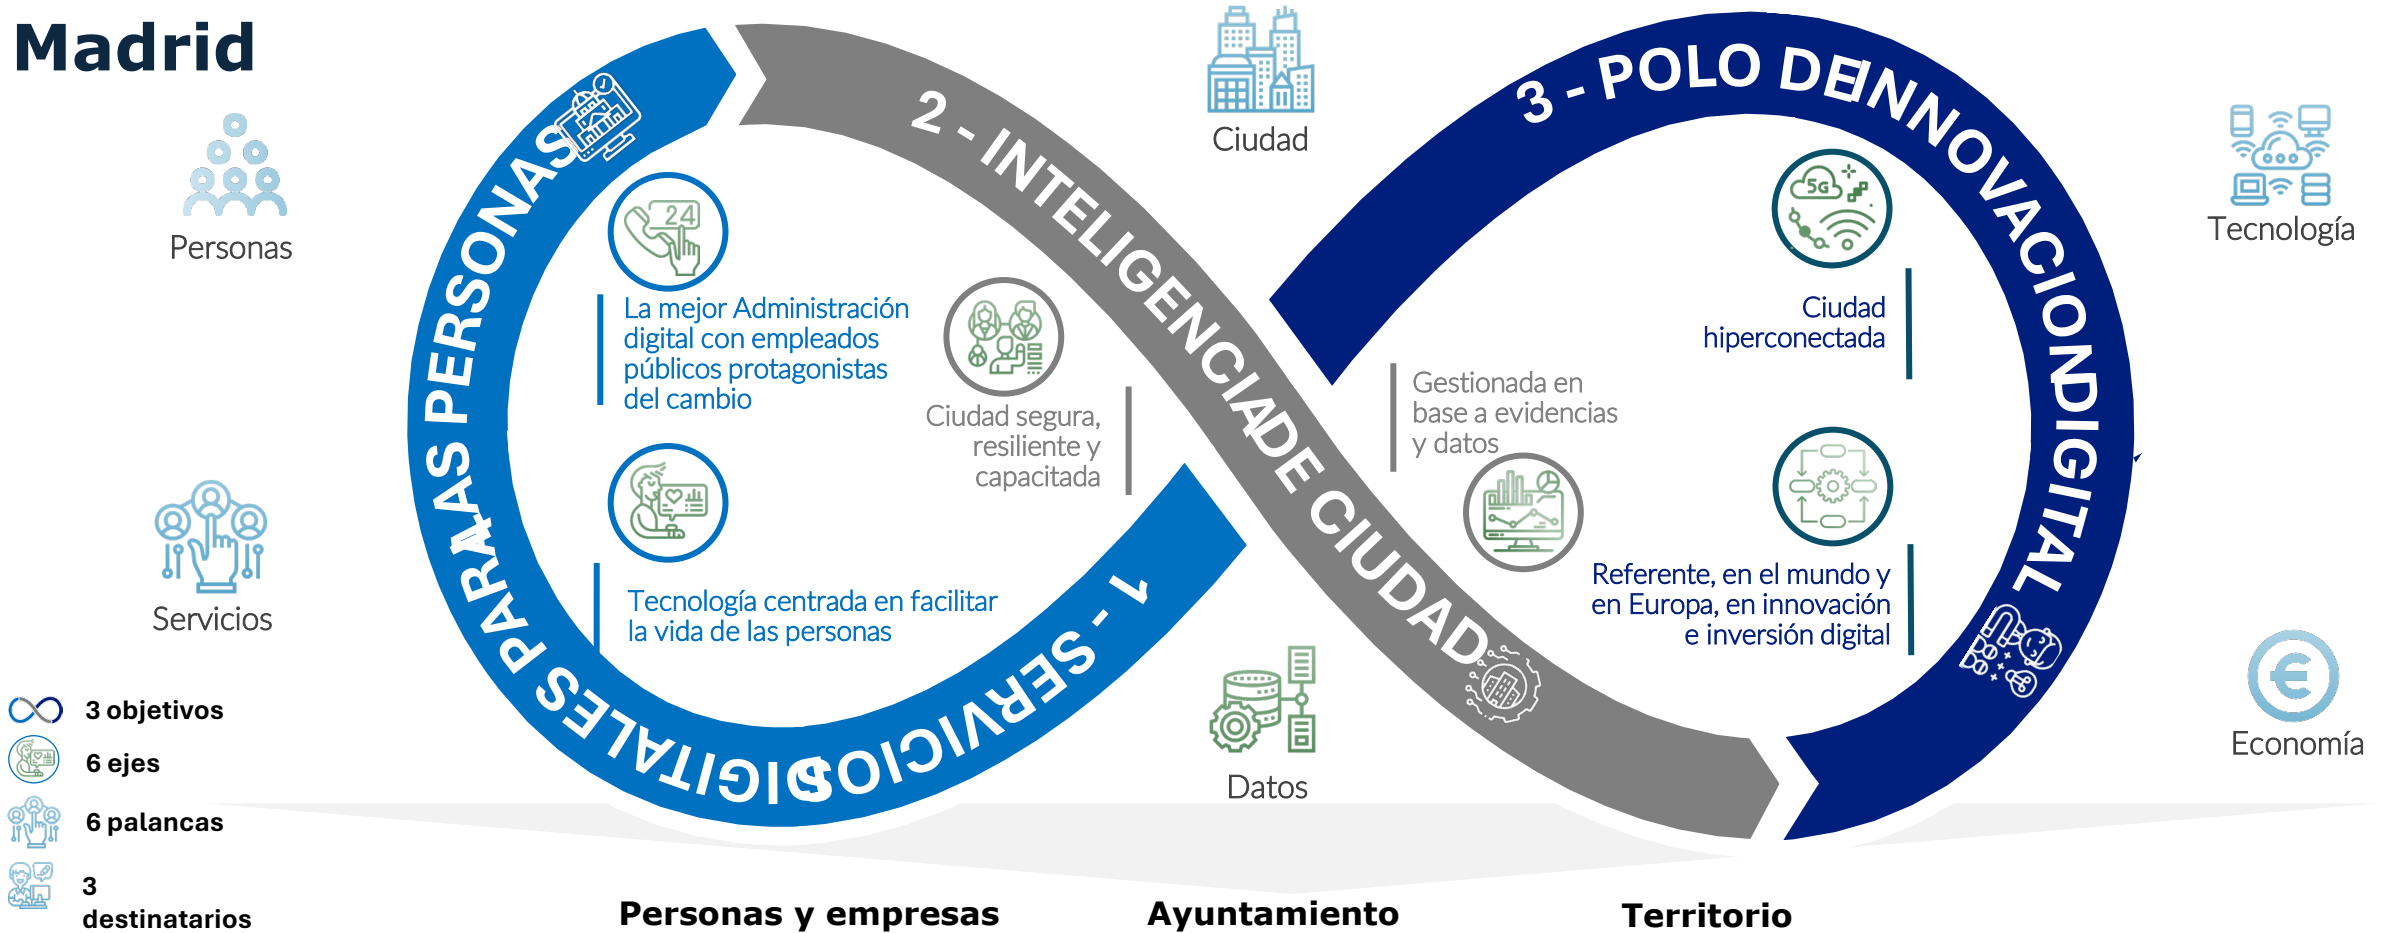 Madrid
Personas
Servicios
3 objetivos
6 ejes
6 palancas
3
destinatarios
1 - SERVICIOS DIGITALES PARA LAS PERSONAS
24
La mejor Administración
digital con empleados
públicos protagonistas
del cambio
Tecnología centrada en facilitar
la vida de las personas
2 - INTELIGENCIA DE CIUDAD
Ciudad segura,
resiliente y
capacitada
Gestionada en
base a evidencias
y datos
Ciudad
Datos
3 - POLO DE INNOVACION DIGITAL
5G
Ciudad
hiperconectada
Referente, en el mundo y
en Europa, en innovación
e inversión digital
Tecnología
Economía
€
Personas y empresas
Ayuntamiento
Territorio